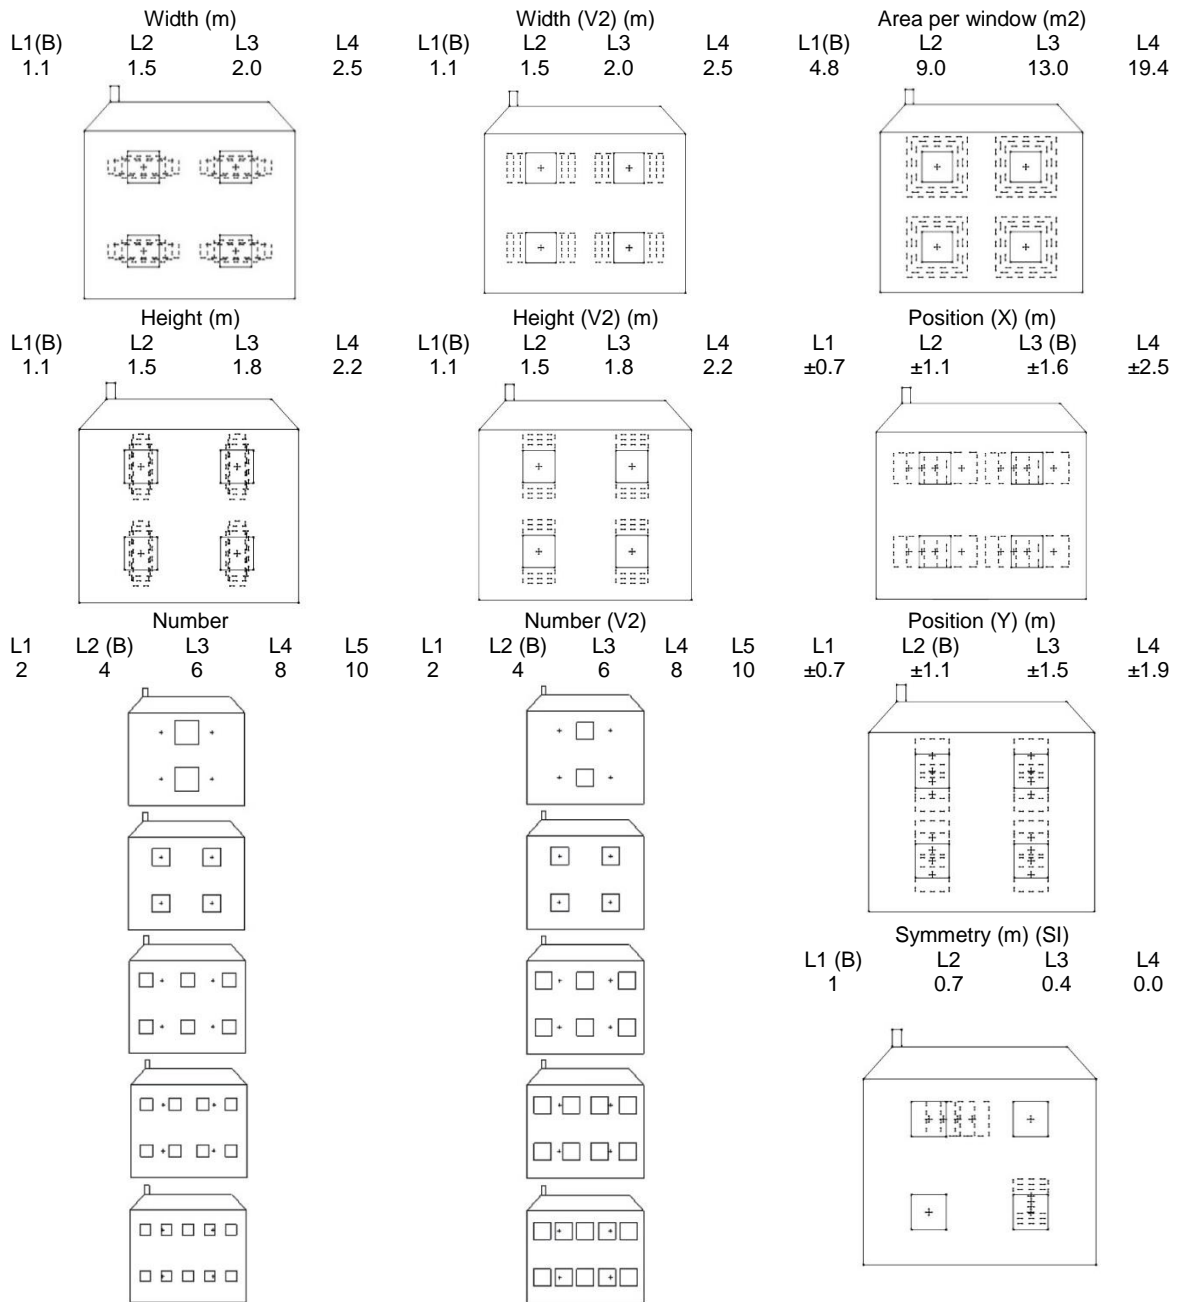 Width (m)
L1(B) L2 L3 L4
1.1 1.5 2.0 2.5
Width (V2) (m)
L1(B) L2 L3 L4
1.1 1.5 2.0 2.5
Area per window (m2)
L1(B) L2 L3 L4
4.8 9.0 13.0 19.4
Height (m)
L1(B) L2 L3 L4
1.1 1.5 1.8 2.2
Height (V2) (m)
L1(B) L2 L3 L4
1.1 1.5 1.8 2.2
Position (X) (m)
L1 L2 L3 (B) L4
±0.7 ±1.1 ±1.6 ±2.5
Number
L1 L2 (B) L3 L4 L5
2 4 6 8 10
Number (V2)
L1 L2 (B) L3 L4 L5
2 4 6 8 10
Position (Y) (m)
L1 L2 (B) L3 L4
±0.7 ±1.1 ±1.5 ±1.9
Symmetry (m) (SI)
L1 (B) L2 L3 L4
1 0.7 0.4 0.0